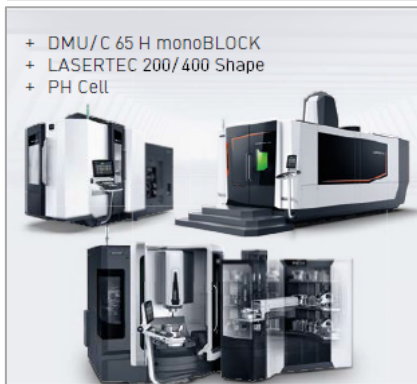 + DMU/C 65 H monoBLOCK
+ LASERTEC 200/400 Shape
+ PH Cell